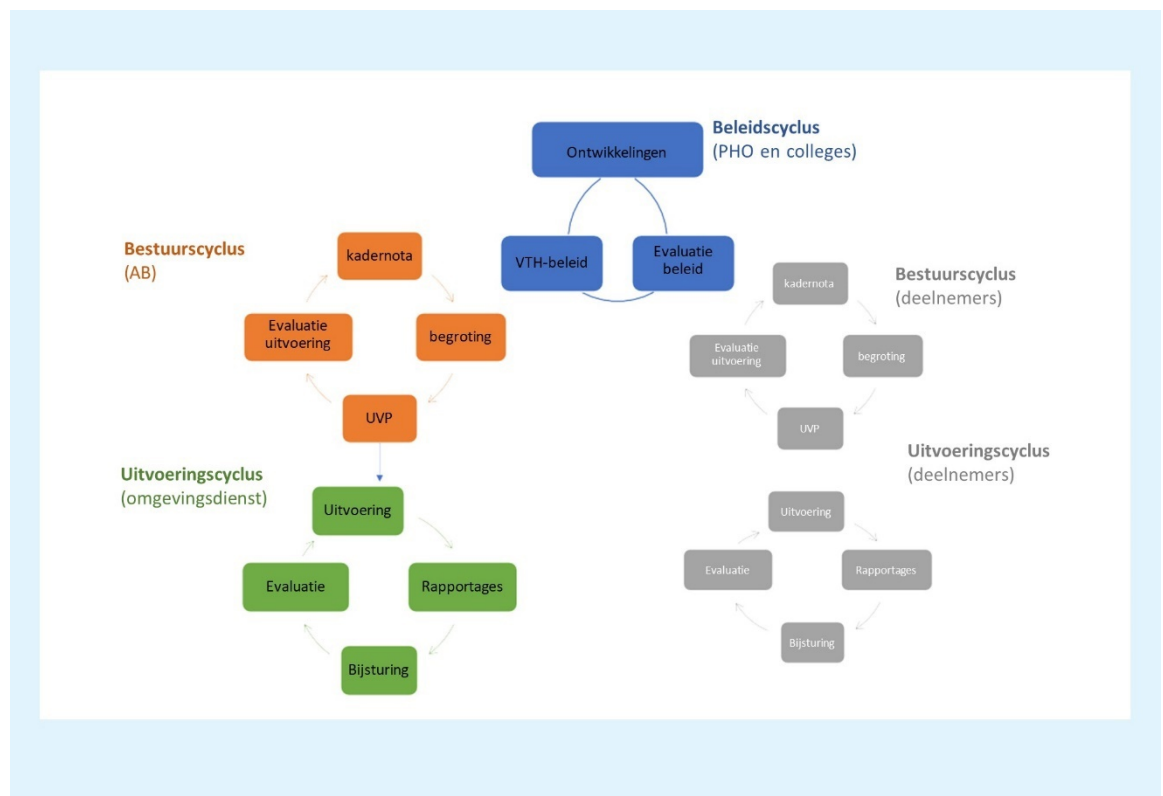 Beleidscyclus
(PHO en colleges)
Ontwikkelingen
VTH-beleid
Evaluatie
beleid
Bestuurscyclus
(AB)
kadernota
begroting
UVP
Evaluatie
uitvoering
Uitvoeringscyclus
(omgevingsdienst)
Uitvoering
Rapportages
Bijsturing
Evaluatie
Bestuurscyclus
(deelnemers)
kadernota
begroting
UVP
Evaluatie
uitvoering
Uitvoeringscyclus
(deelnemers)
Uitvoering
Rapportages
Bijsturing
Evaluatie